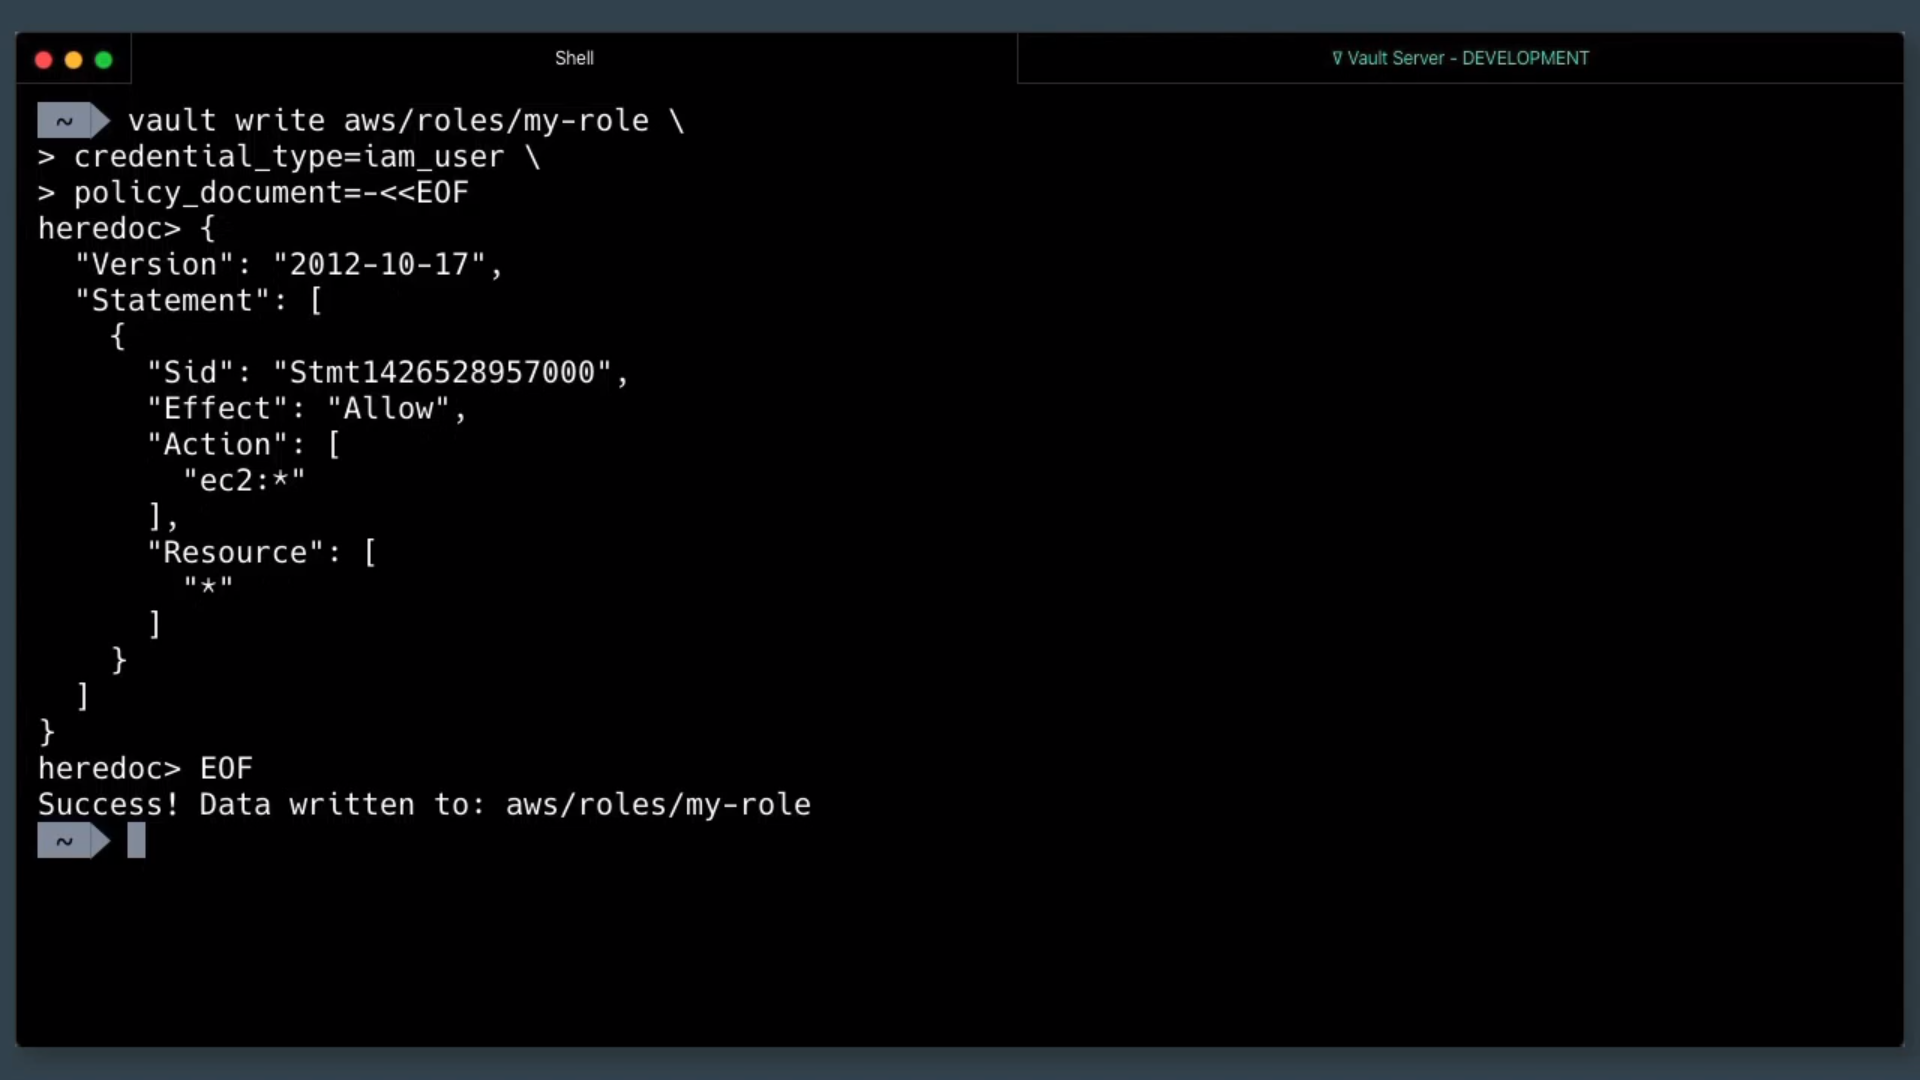 Shell
∇ Vault Server - DEVELOPMENT
~ vault write aws/roles/my-role \
> credential_type=iam_user \
> policy_document=-<<EOF
heredoc> {
  "Version": "2012-10-17",
  "Statement": [
    {
      "Sid": "Stmt1426528957000",
      "Effect": "Allow",
      "Action": [
        "ec2:*"
      ],
      "Resource": [
        "*"
      ]
    }
  ]
}
heredoc> EOF
Success! Data written to: aws/roles/my-role
~